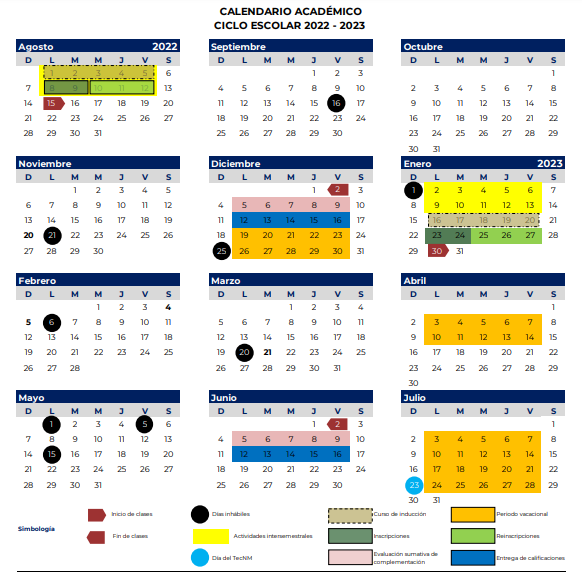 CALENDARIO ACADÉMICO
CICLO ESCOLAR 2022 - 2023
Agosto 2022
D L M M J V S
1 2 3 4 5 6
7 8 9 10 11 12 13
14 15 16 17 18 19 20
21 22 23 24 25 26 27
28 29 30 31
Septiembre
D L M M J V S
1 2 3
4 5 6 7 8 9 10
11 12 13 14 15 16 17
18 19 20 21 22 23 24
25 26 27 28 29 30
Octubre
D L M M J V S
1
2 3 4 5 6 7 8
9 10 11 12 13 14 15
16 17 18 19 20 21 22
23 24 25 26 27 28 29
30 31
Noviembre
D L M M J V S
1 2 3 4 5
6 7 8 9 10 11 12
13 14 15 16 17 18 19
20 21 22 23 24 25 26
27 28 29 30
Diciembre
D L M M J V S
1 2 3
4 5 6 7 8 9 10
11 12 13 14 15 16 17
18 19 20 21 22 23 24
25 26 27 28 29 30 31
Enero 2023
D L M M J V S
1 2 3 4 5 6 7
8 9 10 11 12 13 14
15 16 17 18 19 20 21
22 23 24 25 26 27 28
29 30 31
Febrero
D L M M J V S
1 2 3 4
5 6 7 8 9 10 11
12 13 14 15 16 17 18
19 20 21 22 23 24 25
26 27 28
Marzo
D L M M J V S
1 2 3 4
5 6 7 8 9 10 11
12 13 14 15 16 17 18
19 20 21 22 23 24 25
26 27 28 29 30 31
Abril
D L M M J V S
1
2 3 4 5 6 7 8
9 10 11 12 13 14 15
16 17 18 19 20 21 22
23 24 25 26 27 28 29
30
Mayo
D L M M J V S
1 2 3 4 5 6
7 8 9 10 11 12 13
14 15 16 17 18 19 20
21 22 23 24 25 26 27
28 29 30 31
Junio
D L M M J V S
1 2 3
4 5 6 7 8 9 10
11 12 13 14 15 16 17
18 19 20 21 22 23 24
25 26 27 28 29 30
Julio
D L M M J V S
1
2 3 4 5 6 7 8
9 10 11 12 13 14 15
16 17 18 19 20 21 22
23 24 25 26 27 28 29
30 31
Simbología
Inicio de clases
Fin de clases
Días inhábiles
Actividades intersemestrales
Día del TecNM
Curso de inducción
Inscripciones
Evaluación sumativa de
complementación
Periodo vacacional
Reinscripciones
Entrega de calificaciones